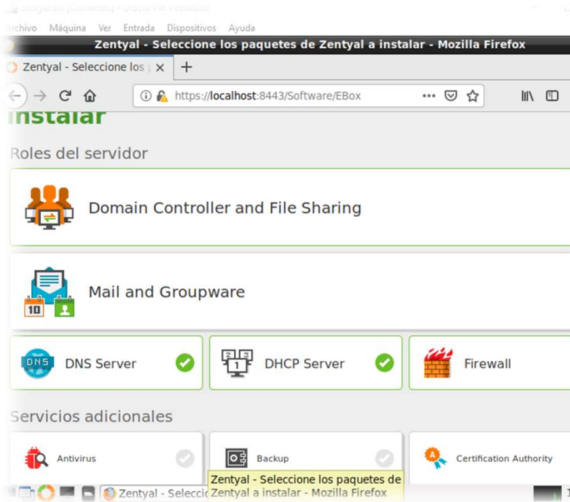 Archivo Máquina Ver Entrada Dispositivos Ayuda
Zentyal - Seleccione los paquetes de Zentyal a instalar - Mozilla Firefox
Zentyal - Seleccione los
https://localhost:8443/Software/EBox
instalar
Roles del servidor
Domain Controller and File Sharing
10
Mail and Groupware
DNS
DNS Server
1
DHCP Server
Firewall
Servicios adicionales
Antivirus
Backup
Certification Authority
Zentyal - Seleccione los paquetes de
Zentyal a instalar - Mozilla Firefox
Zentyal - Selecci